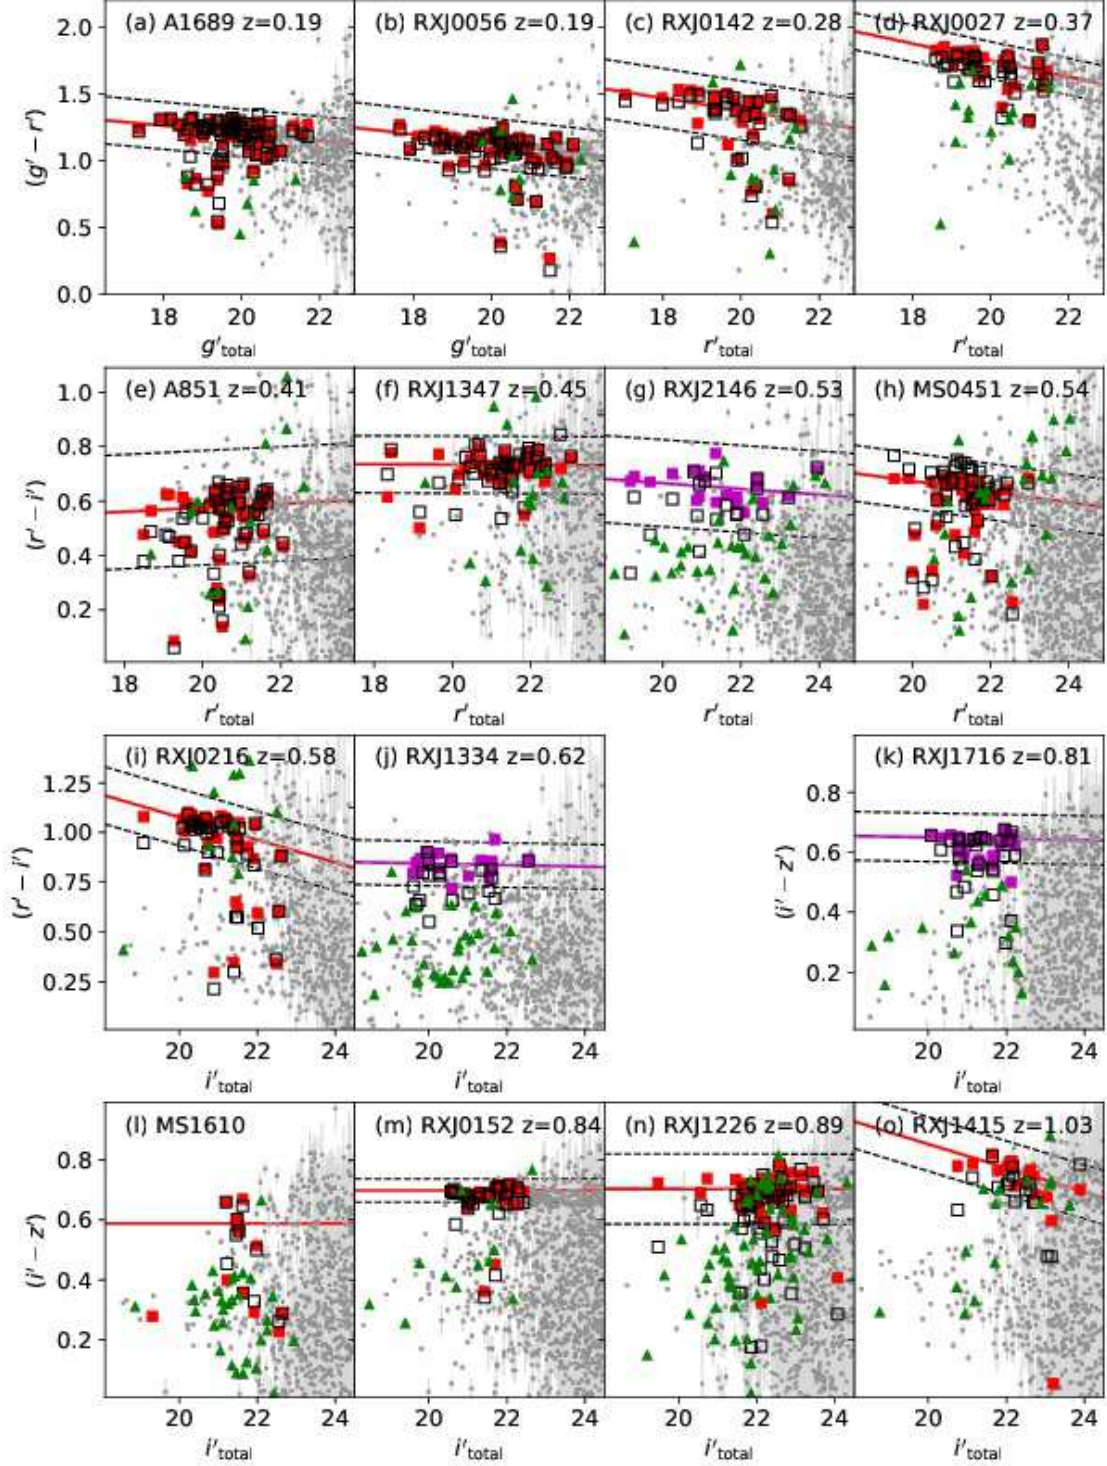 (a) A1689 z=0.19
(b) RXJ0056 z=0.19
(c) RXJ0142 z=0.28
(d) RXJ0027 z=0.37
2.0
1.5
1.0
0.5
0.0
(g′ − r′)
18 20 22
18 20 22
18 20 22
18 20 22
g′total
g′total
r′total
r′total
(e) A851 z=0.41
(f) RXJ1347 z=0.45
(g) RXJ2146 z=0.53
(h) MS0451 z=0.54
1.0
0.8
0.6
0.4
0.2
(r′ − i′)
18 20 22
18 20 22
20 22 24
20 22 24
r′total
r′total
r′total
r′total
(i) RXJ0216 z=0.58
(j) RXJ1334 z=0.62
1.25
1.00
0.75
0.50
0.25
(r′ − i′)
20 22 24
20 22 24
i′total
i′total
(k) RXJ1716 z=0.81
0.8
0.6
0.4
0.2
(i′ − z′)
20 22 24
i′total
(l) MS1610
(m) RXJ0152 z=0.84
(n) RXJ1226 z=0.89
(o) RXJ1415 z=1.03
0.8
0.6
0.4
0.2
(i′ − z′)
20 22 24
20 22 24
20 22 24
20 22 24
i′total
i′total
i′total
i′total